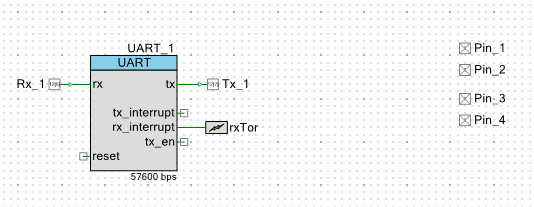 UART_1
UART
Rx_1
rx
tx
Tx_1
tx_interrupt
rx_interrupt
rxTor
tx_en
reset
57600 bps
Pin_1
Pin_2
Pin_3
Pin_4